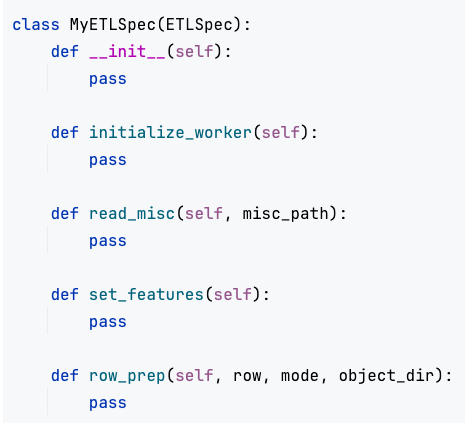 class MyETLSpec(ETLSpec):
    def __init__(self):
        pass

    def initialize_worker(self):
        pass

    def read_misc(self, misc_path):
        pass

    def set_features(self):
        pass

    def row_prep(self, row, mode, object_dir):
        pass